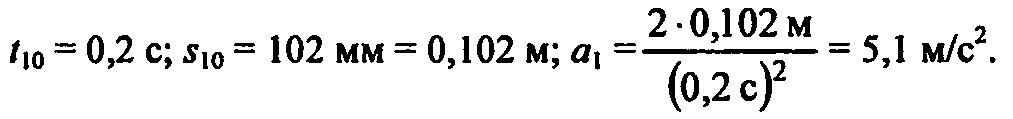 t₁₀ = 0,2 с; s₁₀ = 102 мм = 0,102 м; a₁ = (2·0,102 м)/(0,2 с)² = 5,1 м/с².